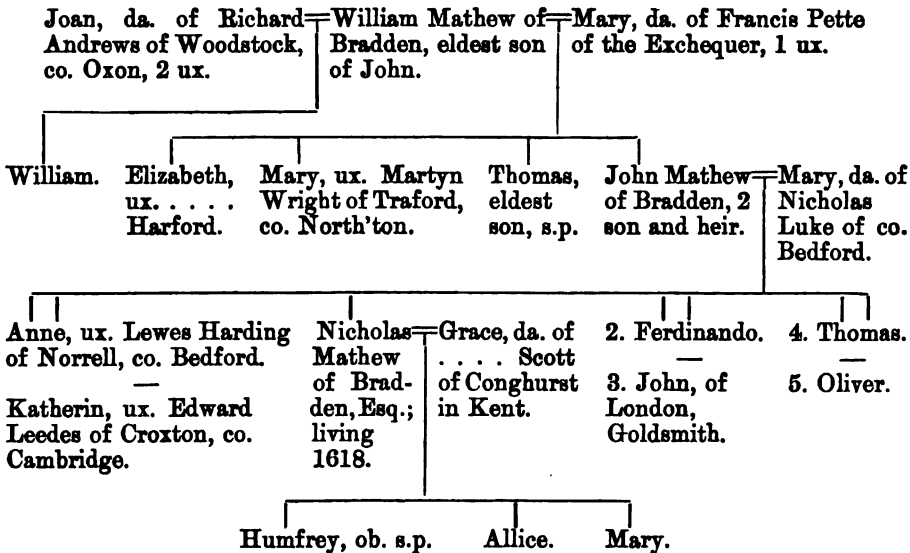 Joan, da. of Richard
Andrews of Woodstock,
co. Oxon, 2 ux.
William Mathew of
Bradden, eldest son
of John.
Mary, da. of Francis Pette
of the Exchequer, 1 ux.
William.
Elizabeth,
ux. . . . . .
Harford.
Mary, ux. Martyn
Wright of Traford,
co. North'ton.
Thomas,
eldest
son, s.p.
John Mathew
of Bradden, 2
son and heir.
Mary, da. of
Nicholas
Luke of co.
Bedford.
Anne, ux. Lewes Harding
of Norrell, co. Bedford.
—
Katherin, ux. Edward
Leedes of Croxton, co.
Cambridge.
Nicholas
Mathew
of Brad-
den, Esq.;
living
1618.
Grace, da. of
. . . . Scott
of Conghurst
in Kent.
2. Ferdinando.
—
3. John, of
London,
Goldsmith.
4. Thomas.
—
5. Oliver.
Humfrey, ob. s.p.
Allice.
Mary.